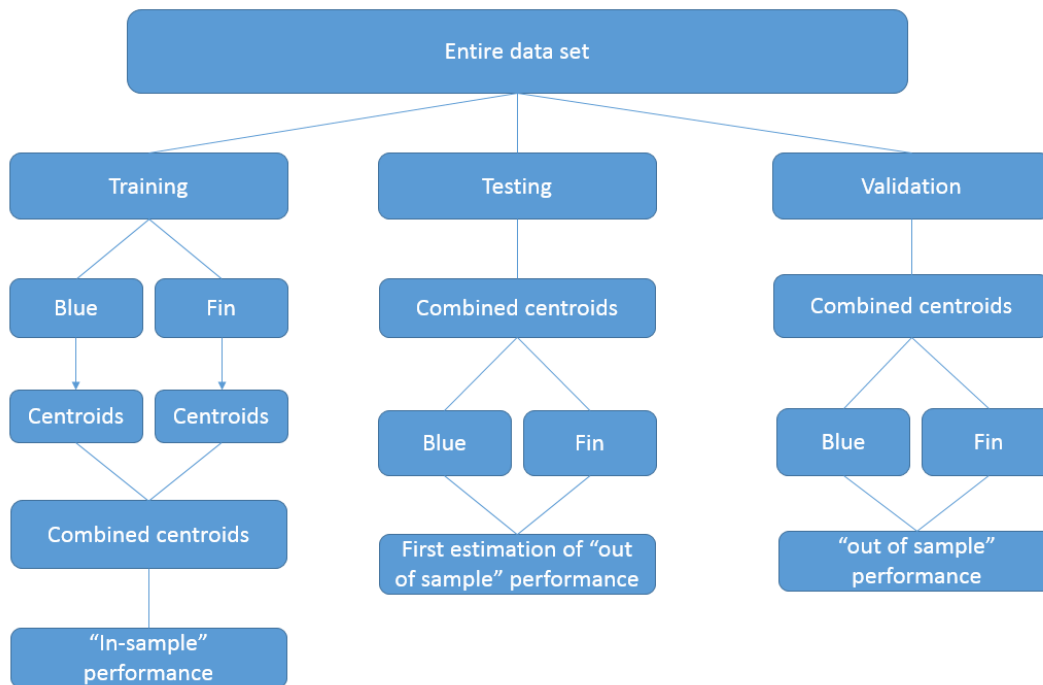 Entire data set
Training
Testing
Validation
Blue
Fin
Combined centroids
Combined centroids
Centroids
Centroids
Blue
Fin
Blue
Fin
Combined centroids
First estimation of “out
of sample” performance
“out of sample”
performance
“In-sample”
performance